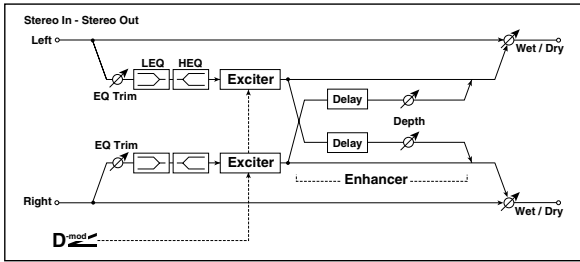 Stereo In - Stereo Out
Left
Wet / Dry
LEQ HEQ
EQ Trim
Exciter
Delay
Depth
Delay
EQ Trim
Exciter
Enhancer
Right
Wet / Dry
D-mod